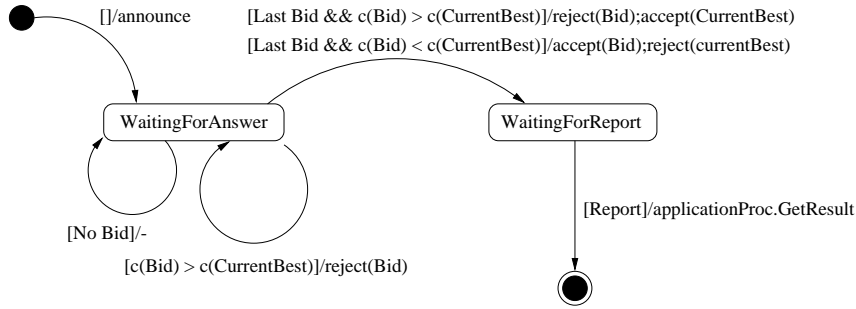 []/announce
[Last Bid && c(Bid) > c(CurrentBest)]/reject(Bid);accept(CurrentBest)
[Last Bid && c(Bid) < c(CurrentBest)]/accept(Bid);reject(currentBest)
WaitingForAnswer
WaitingForReport
[Report]/applicationProc.GetResult
[No Bid]/-
[c(Bid) > c(CurrentBest)]/reject(Bid)